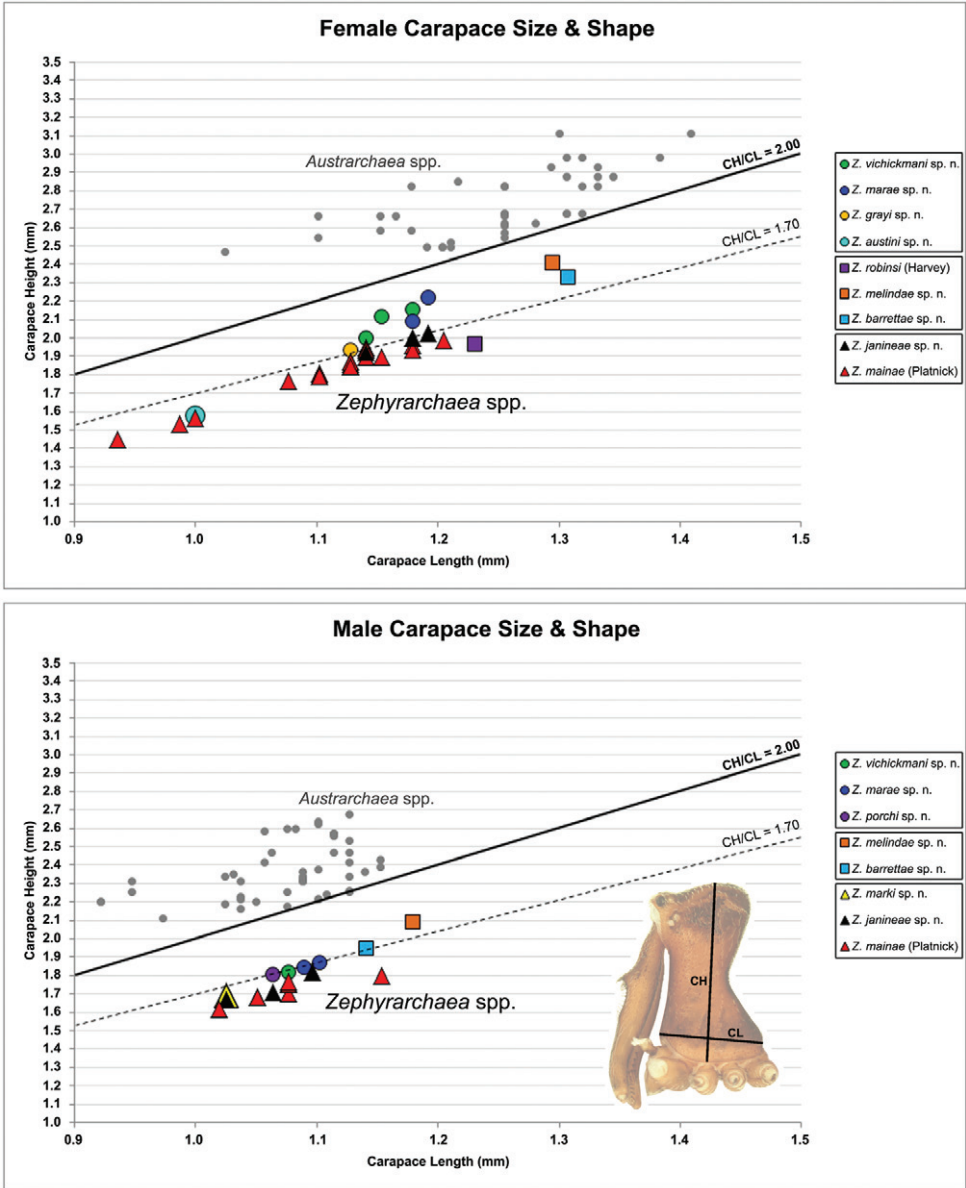 Female Carapace Size & Shape
Carapace Height (mm)
3.5
3.4
3.3
3.2
3.1
3.0
2.9
2.8
2.7
2.6
2.5
2.4
2.3
2.2
2.1
2.0
1.9
1.8
1.7
1.6
1.5
1.4
1.3
1.2
1.1
1.0
Austrarchaea spp.
CH/CL = 2.00
CH/CL = 1.70
Zephyrarchaea spp.
0.9 1.0 1.1 1.2 1.3 1.4 1.5
Carapace Length (mm)
Z. vichickmani sp. n.
Z. marae sp. n.
Z. grayi sp. n.
Z. austini sp. n.
Z. robinsi (Harvey)
Z. melindae sp. n.
Z. barrettae sp. n.
Z. janineae sp. n.
Z. mainae (Platnick)
Male Carapace Size & Shape
Carapace Height (mm)
3.5
3.4
3.3
3.2
3.1
3.0
2.9
2.8
2.7
2.6
2.5
2.4
2.3
2.2
2.1
2.0
1.9
1.8
1.7
1.6
1.5
1.4
1.3
1.2
1.1
1.0
Austrarchaea spp.
CH/CL = 2.00
CH/CL = 1.70
Zephyrarchaea spp.
CH
CL
0.9 1.0 1.1 1.2 1.3 1.4 1.5
Carapace Length (mm)
Z. vichickmani sp. n.
Z. marae sp. n.
Z. porchi sp. n.
Z. melindae sp. n.
Z. barrettae sp. n.
Z. marki sp. n.
Z. janineae sp. n.
Z. mainae (Platnick)